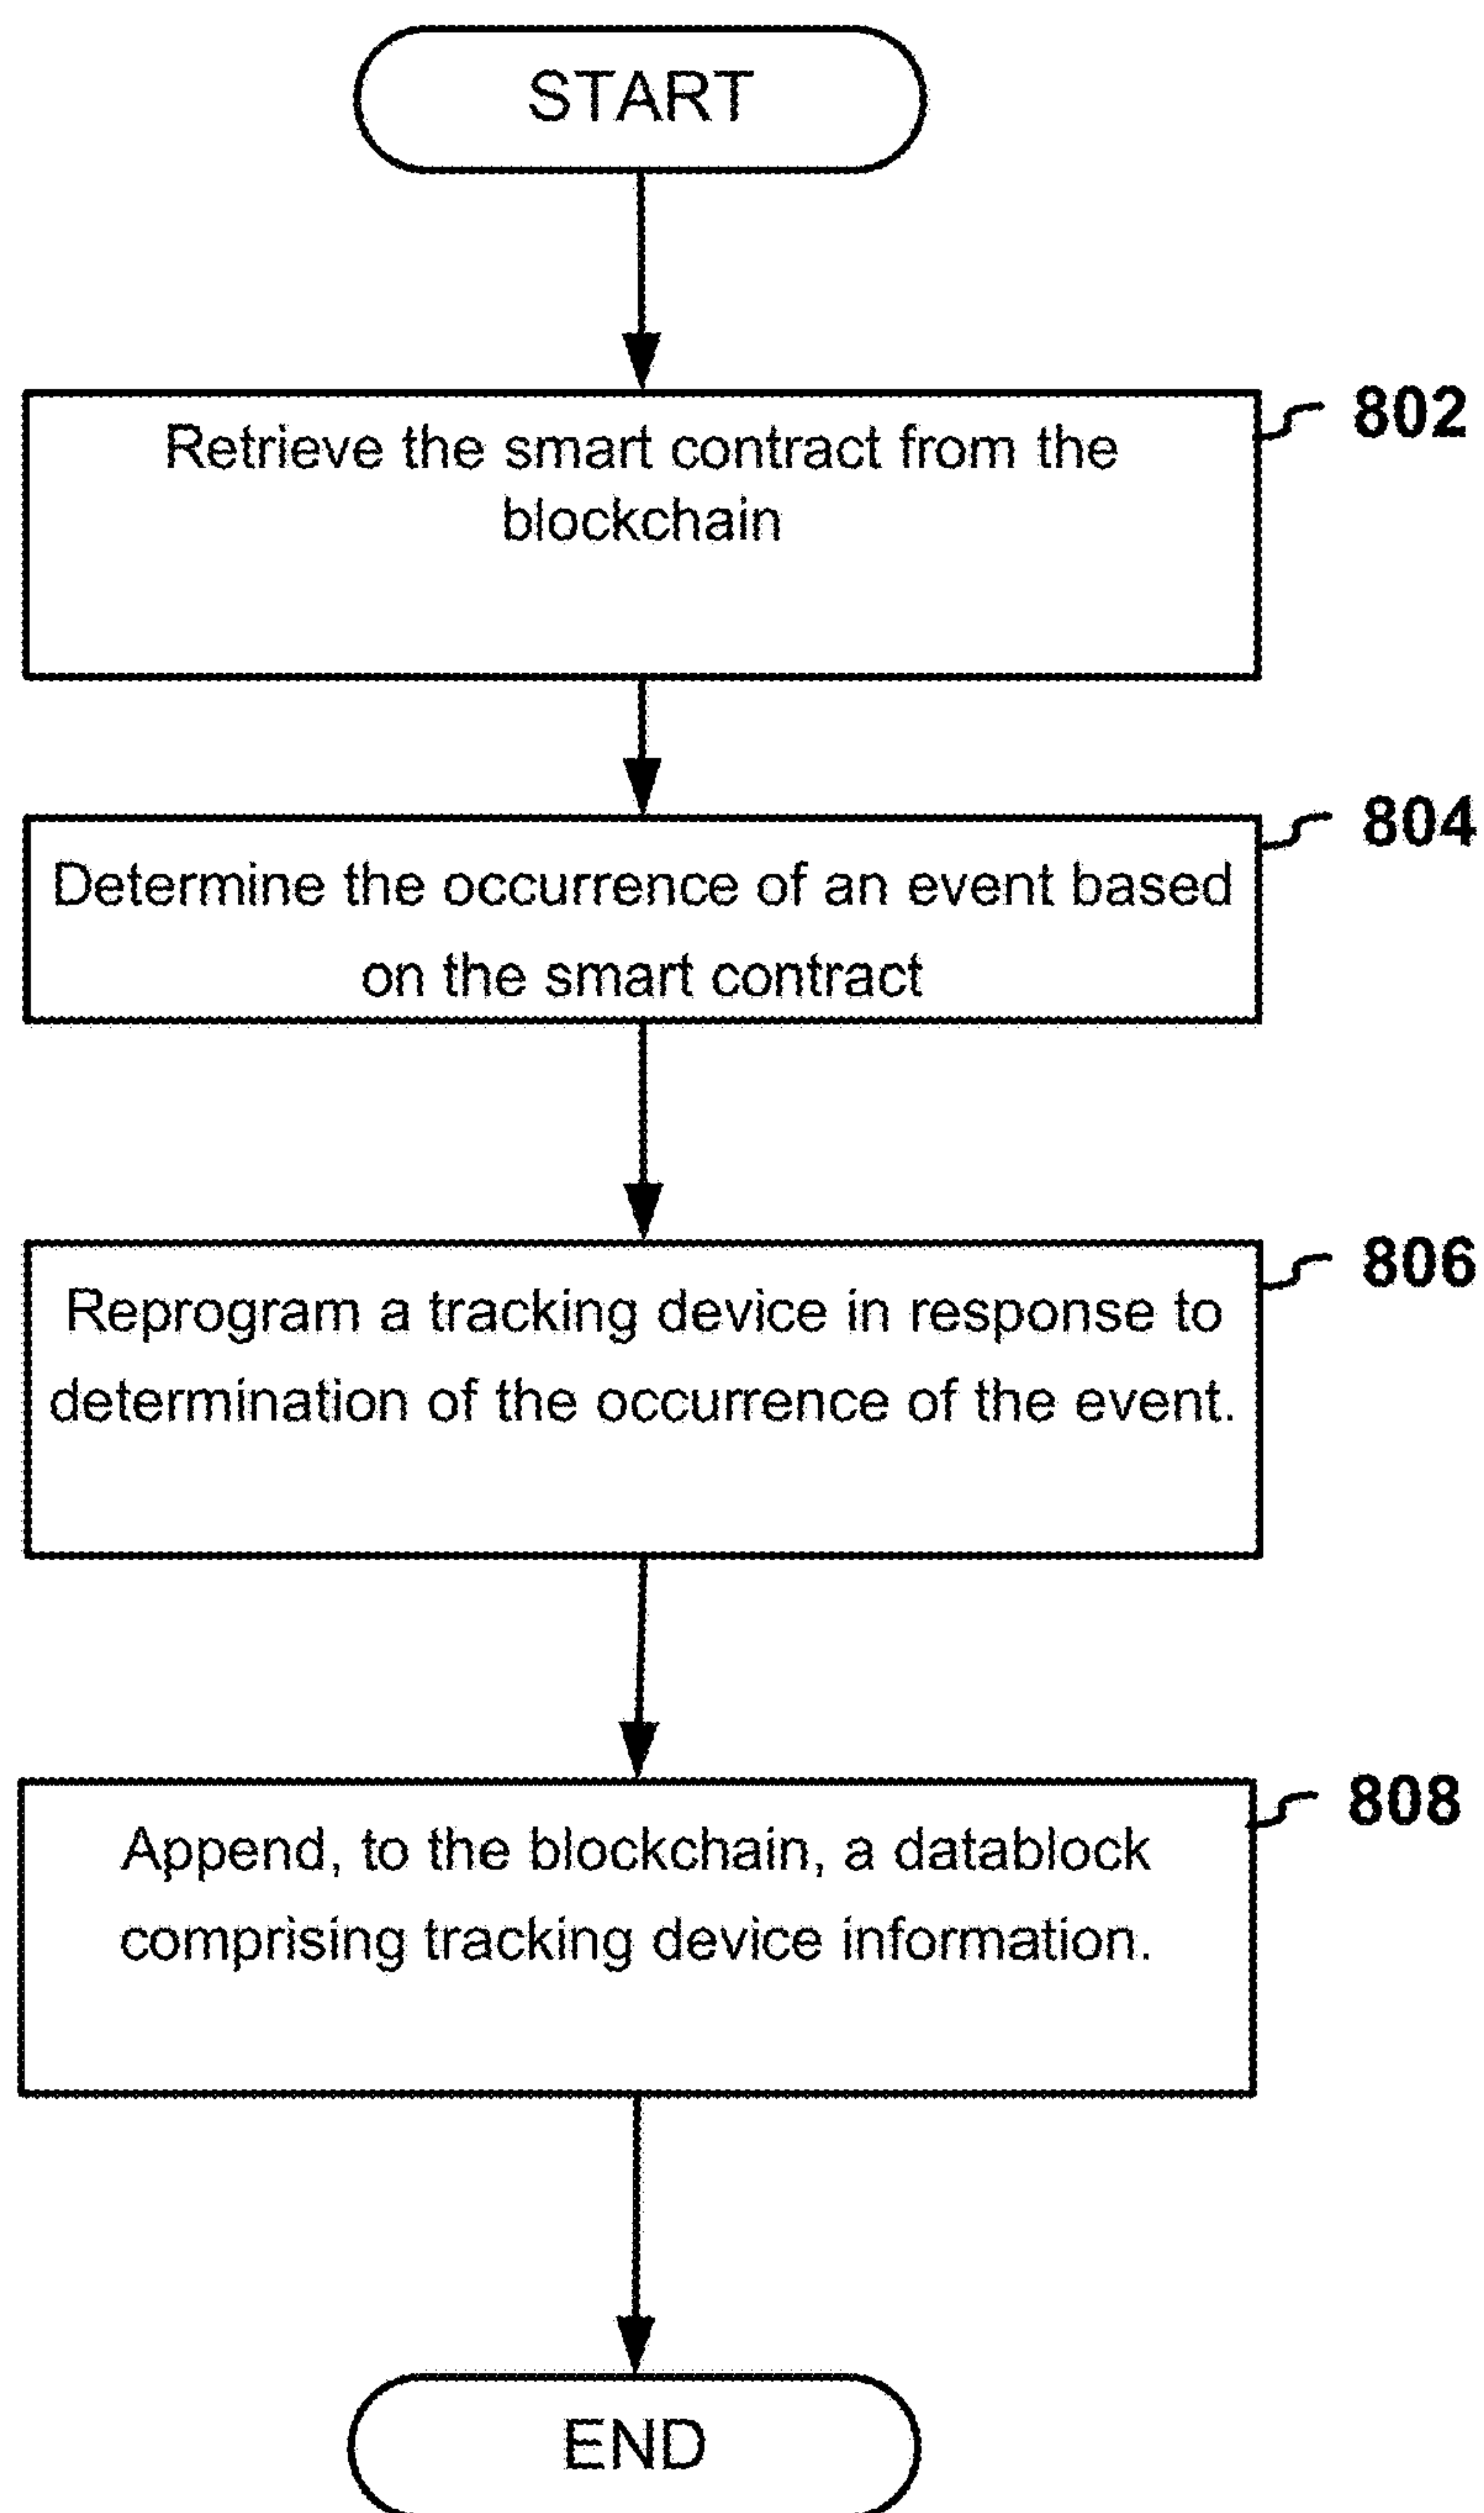 START
802
Retrieve the smart contract from the
blockchain
804
Determine the occurrence of an event based
on the smart contract
806
Reprogram a tracking device in response to
determination of the occurrence of the event.
808
Append, to the blockchain, a datablock
comprising tracking device information.
END